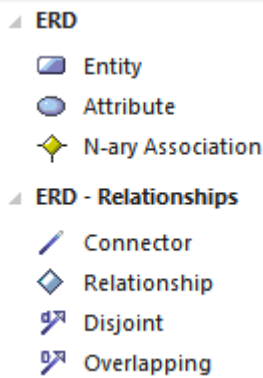 ERD
Entity
Attribute
N-ary Association
ERD - Relationships
Connector
Relationship
Disjoint
Overlapping